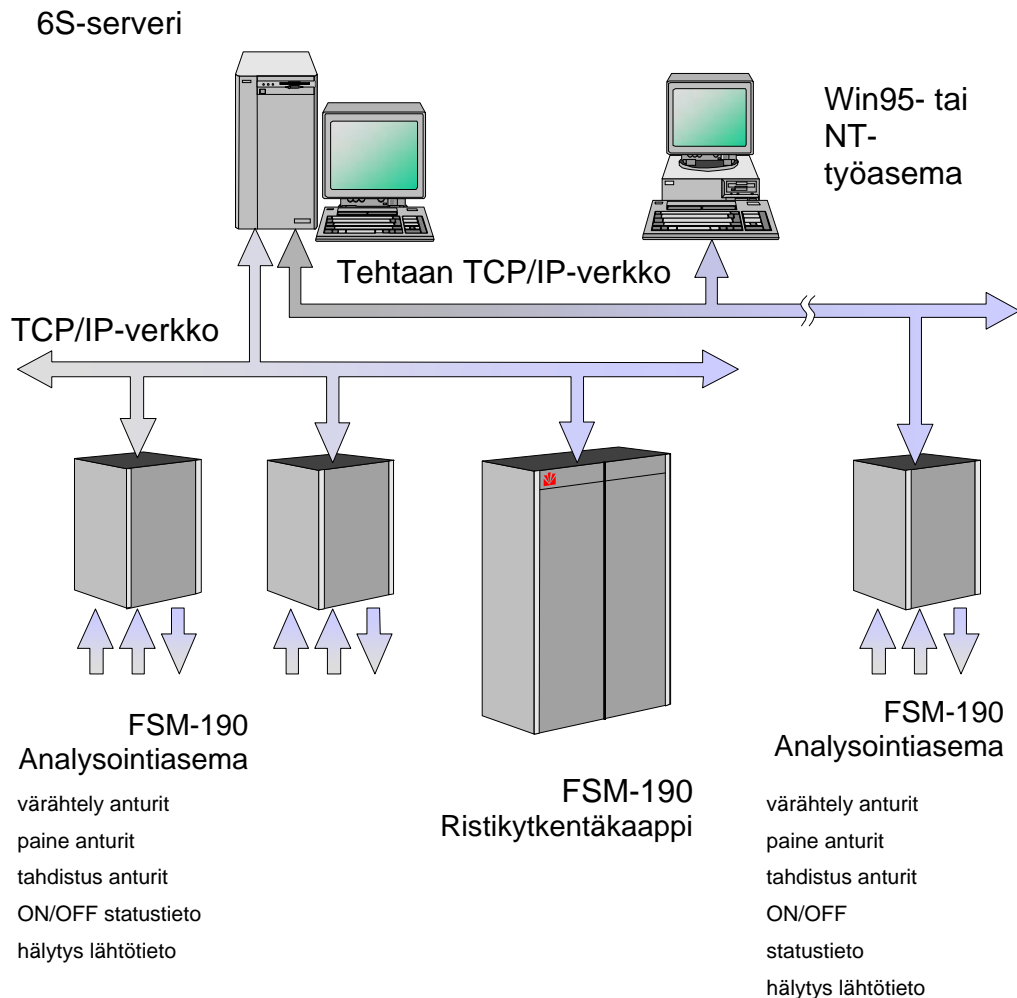 6S-serveri
Win95- tai
NT-
työasema
Tehtaan TCP/IP-verkko
TCP/IP-verkko
FSM-190
Analysointiasema
värähtely anturit
paine anturit
tahdistus anturit
ON/OFF statustieto
hälytys lähtötieto
FSM-190
Ristikytkentäkaappi
FSM-190
Analysointiasema
värähtely anturit
paine anturit
tahdistus anturit
ON/OFF
statustieto
hälytys lähtötieto